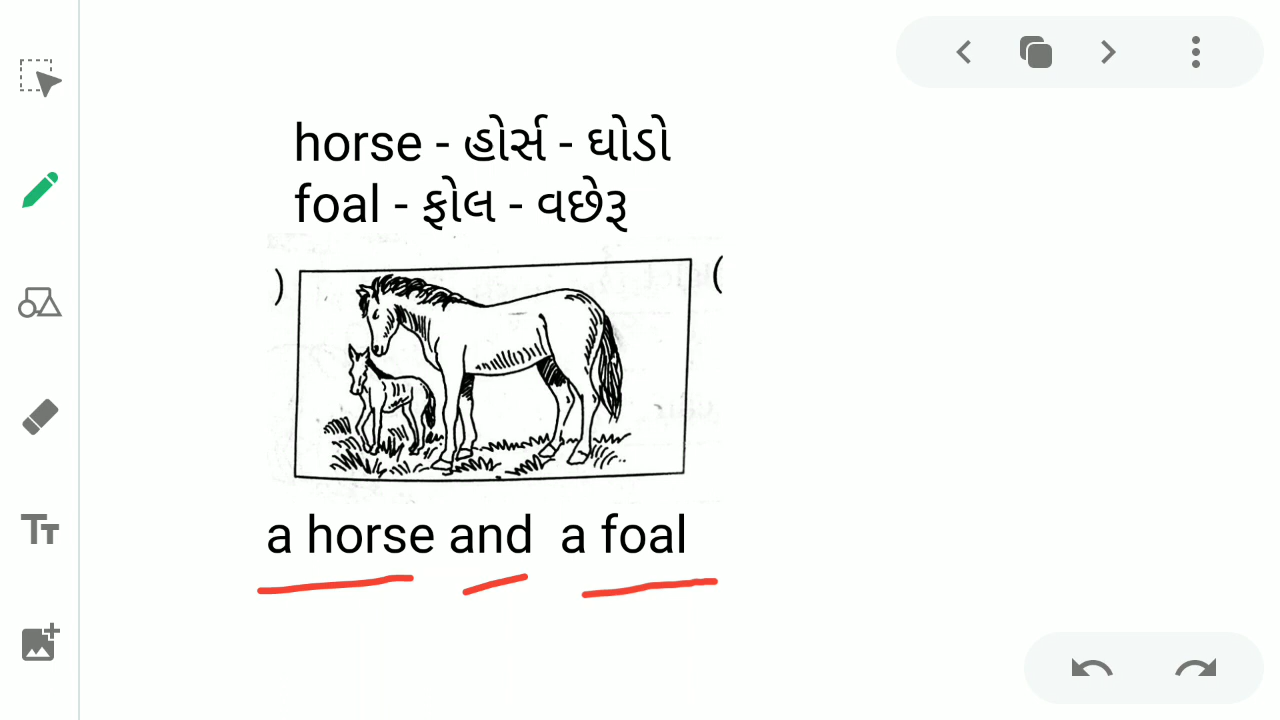 horse - હોર્સ - ઘોડો
foal - ફોલ - વછેરૂ
) (
a horse and a foal